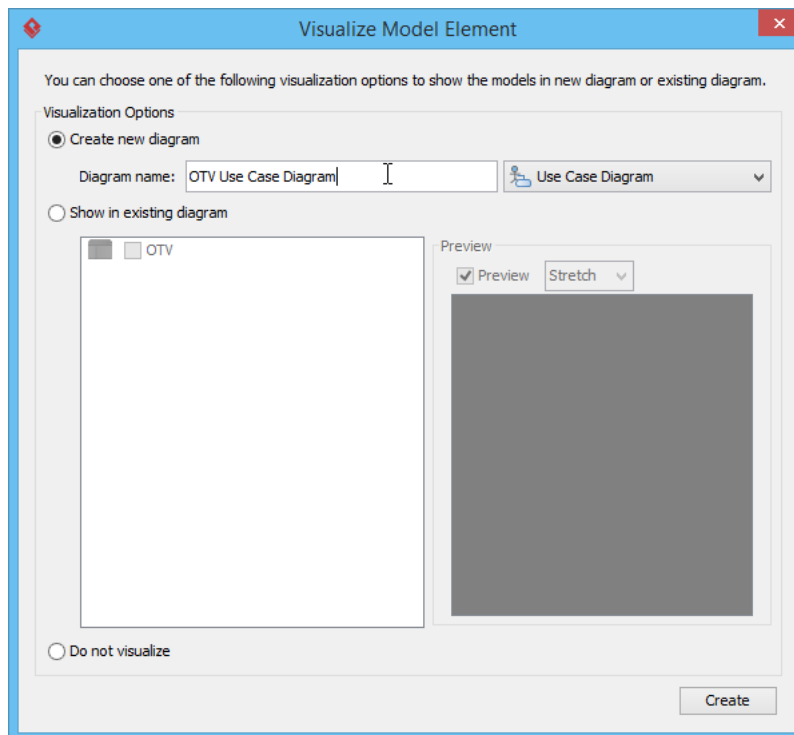 Visualize Model Element
You can choose one of the following visualization options to show the models in new diagram or existing diagram.
Visualization Options
Create new diagram
Diagram name: OTV Use Case Diagram Use Case Diagram
Show in existing diagram
OTV
Preview
Preview Stretch
Do not visualize
Create